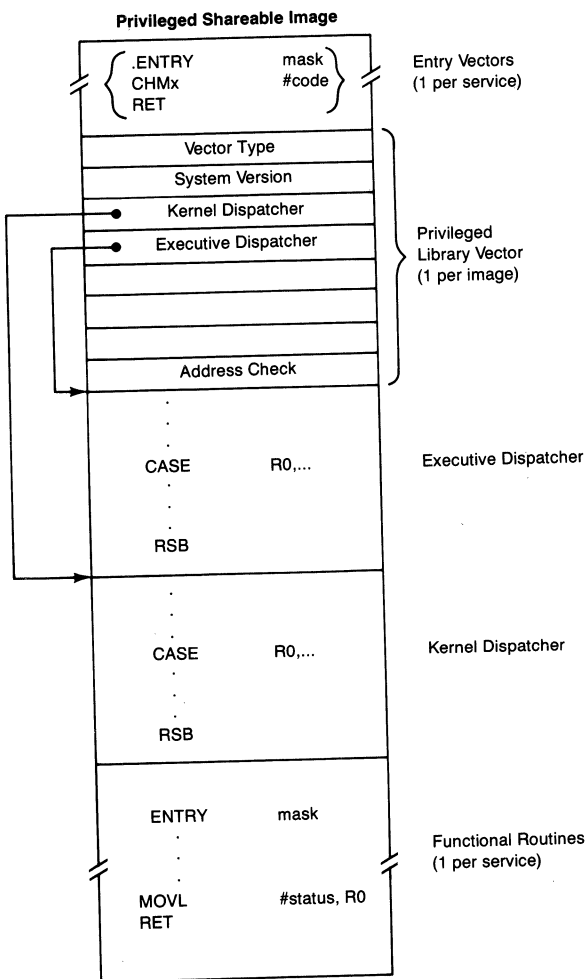 Privileged Shareable Image
.ENTRY mask
CHMx #code
RET
Entry Vectors
(1 per service)
Vector Type
System Version
Kernel Dispatcher
Executive Dispatcher
Address Check
Privileged
Library Vector
(1 per image)
.
.
.
CASE R0,...
.
.
.
RSB
Executive Dispatcher
.
.
.
CASE R0,...
.
.
.
RSB
Kernel Dispatcher
ENTRY mask
.
.
.
MOVL #status, R0
RET
Functional Routines
(1 per service)